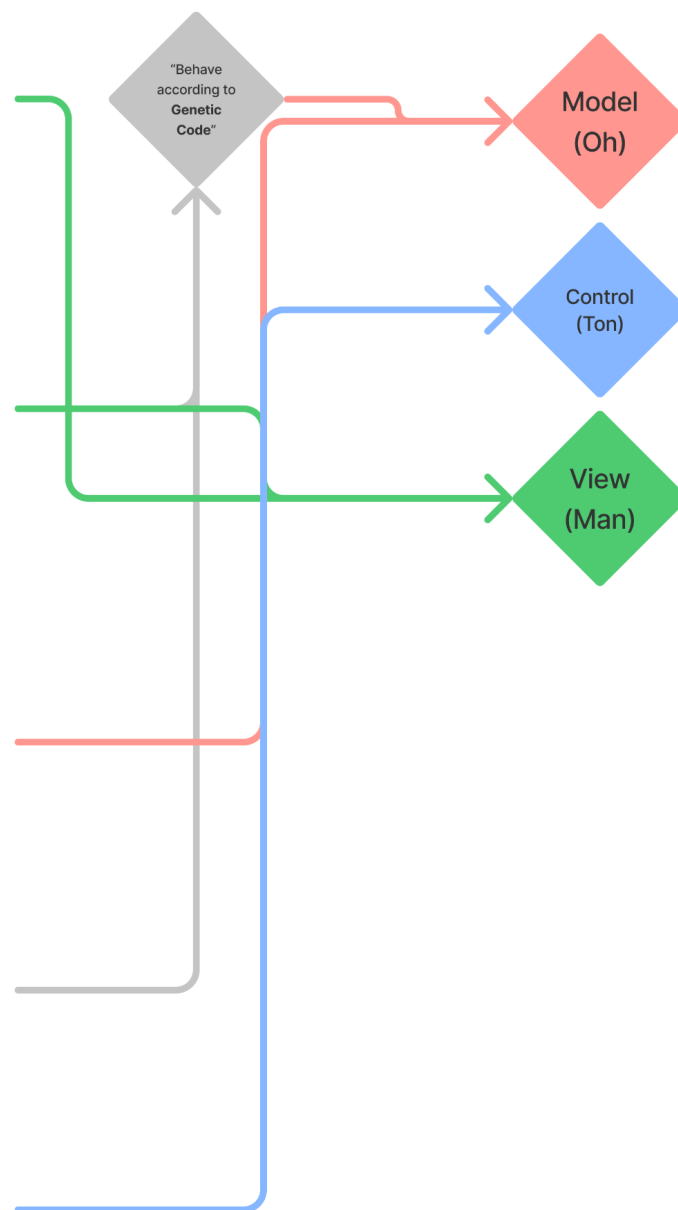 “Behave
according to
Genetic
Code”
Model
(Oh)
Control
(Ton)
View
(Man)